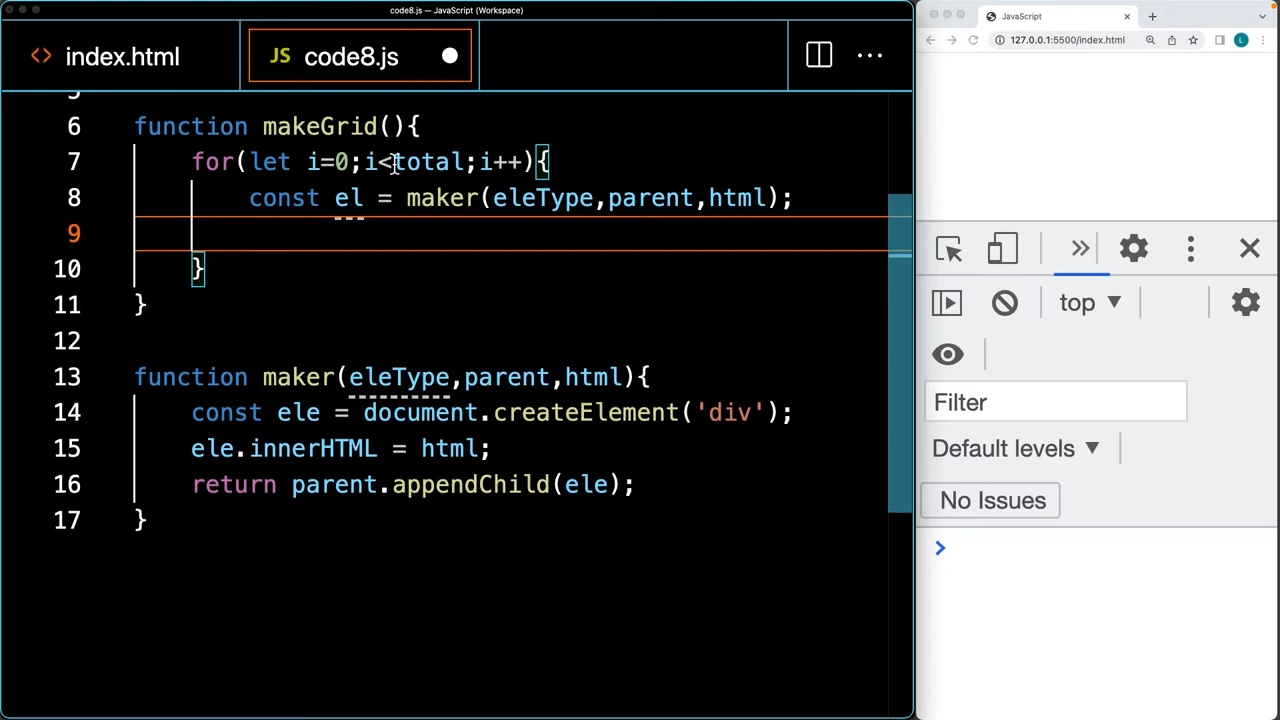 code8.js — JavaScript (Workspace)
index.html
JS code8.js
6 function makeGrid(){
7 for(let i=0;i<total;i++){
8 const el = maker(eleType,parent,html);
9
10 }
11 }
12
13 function maker(eleType,parent,html){
14 const ele = document.createElement('div');
15 ele.innerHTML = html;
16 return parent.appendChild(ele);
17 }
JavaScript
127.0.0.1:5500/index.html
L
top
Filter
Default levels
No Issues